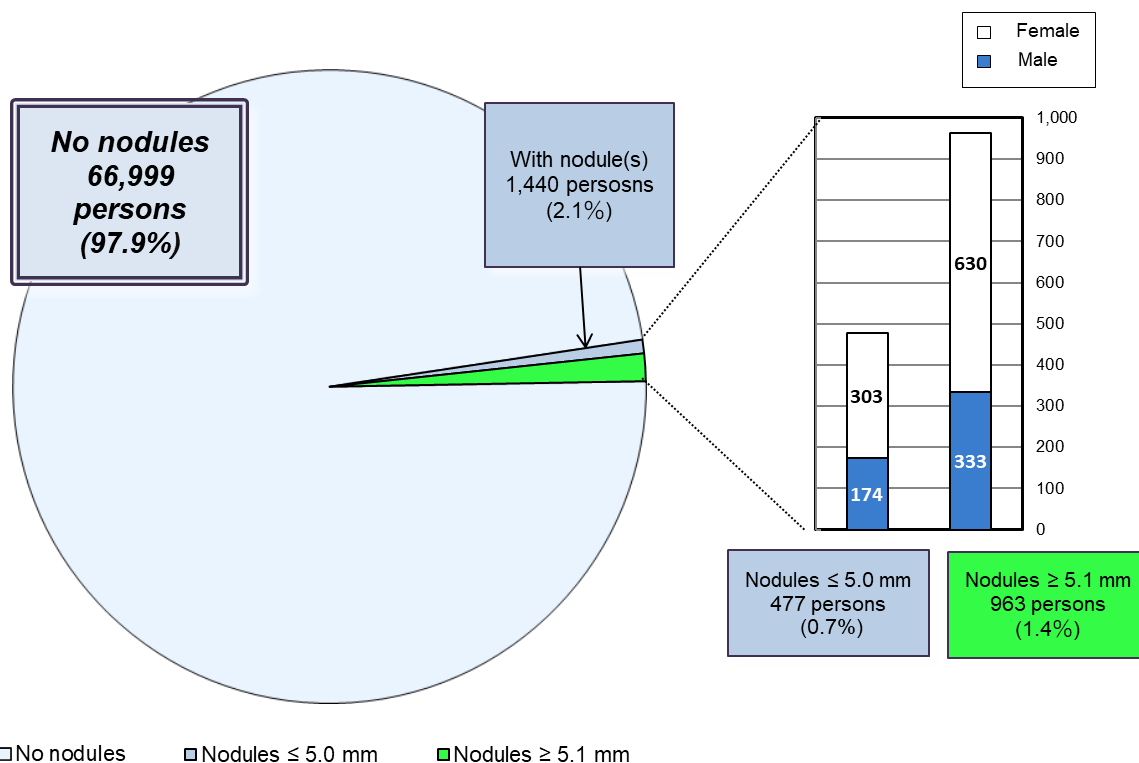 No nodules
66,999
persons
(97.9%)
With nodule(s)
1,440 persosns
(2.1%)
Female
Male
1,000
900
800
700
600
500
400
300
200
100
0
630
303
333
174
Nodules ≤ 5.0 mm
477 persons
(0.7%)
Nodules ≥ 5.1 mm
963 persons
(1.4%)
No nodules
Nodules ≤ 5.0 mm
Nodules ≥ 5.1 mm